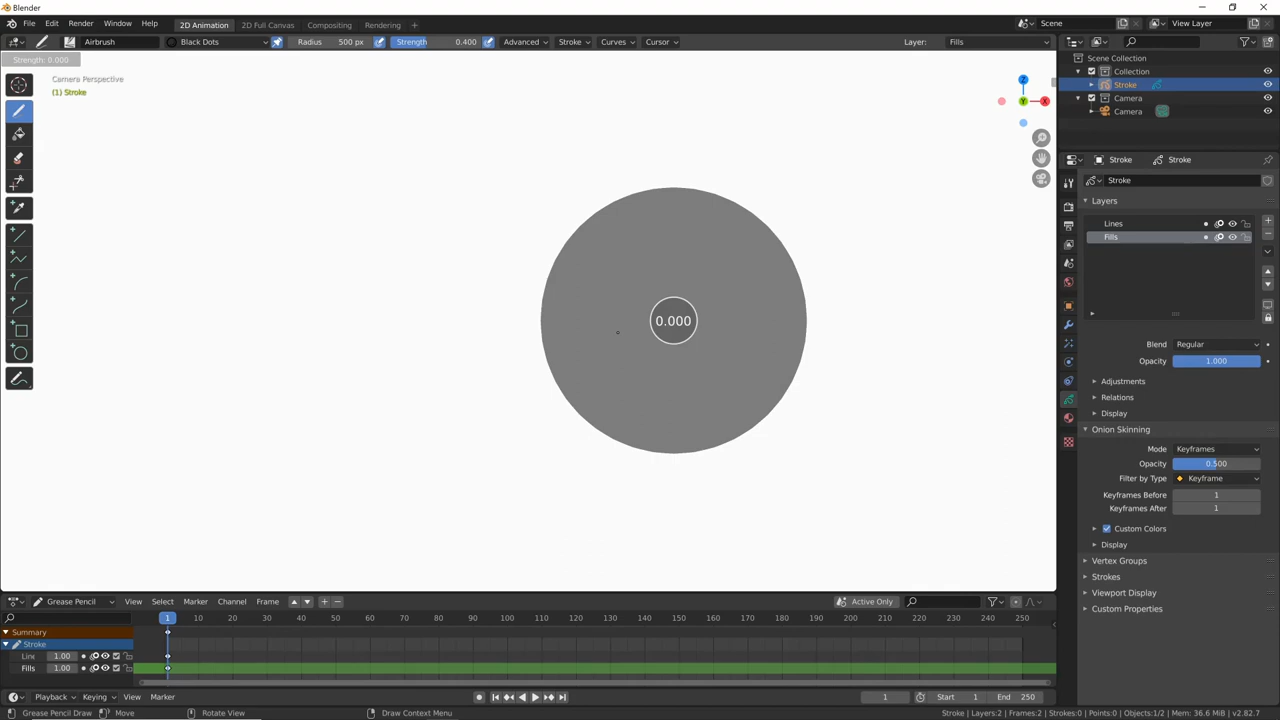 Blender
File Edit Render Window Help 2D Animation 2D Full Canvas Compositing Rendering + Scene View Layer
Airbrush Black Dots Radius 500 px Strength 0.400 Advanced Stroke Curves Cursor Layer: Fills
Strength: 0.000
Camera Perspective
(1) Stroke
Z
Y
X
0.000
Scene Collection
Collection
Stroke
Camera
Camera
Stroke Stroke
Stroke
Layers
Lines
Fills
Blend Regular
Opacity 1.000
Adjustments
Relations
Display
Onion Skinning
Mode Keyframes
Opacity 0.500
Filter by Type Keyframe
Keyframes Before 1
Keyframes After 1
Custom Colors
Display
Vertex Groups
Strokes
Viewport Display
Custom Properties
Grease Pencil View Select Marker Channel Frame Active Only
1 10 20 30 40 50 60 70 80 90 100 110 120 130 140 150 160 170 180 190 200 210 220 230 240 250
Summary
Stroke
Line 1.00
Fills 1.00
Playback Keying View Marker 1 Start 1 End 250
Grease Pencil Draw Move Rotate View Draw Context Menu Stroke | Layers:2 | Frames:2 | Strokes:0 | Points:0 | Objects:1/2 | Mem: 36.6 MiB | v2.82.7